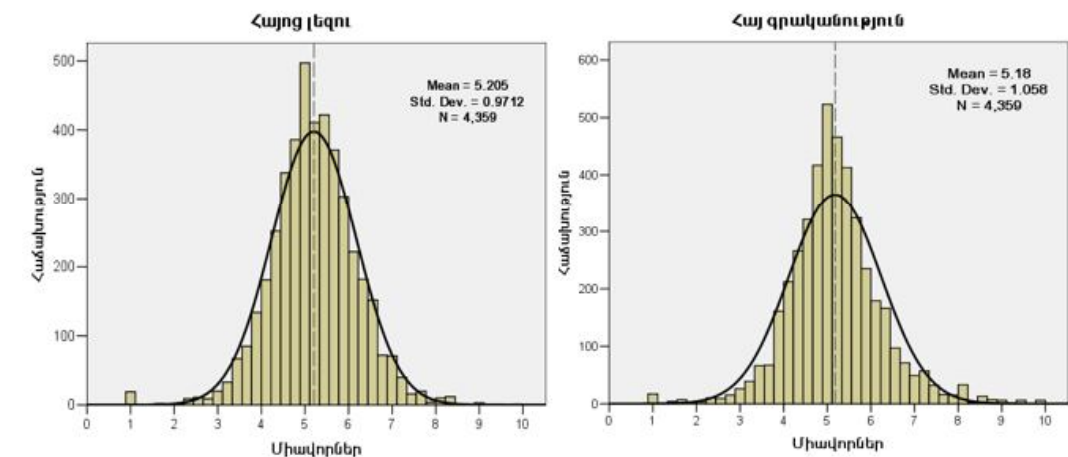 Հայոց լեզու
Mean = 5.205
Std. Dev. = 0.9712
N = 4,359
Հաճախություն
500
400
300
200
100
0
0 1 2 3 4 5 6 7 8 9 10
Միավորներ
Հայ գրականություն
Mean = 5.18
Std. Dev. = 1.058
N = 4,359
Հաճախություն
600
500
400
300
200
100
0
0 1 2 3 4 5 6 7 8 9 10
Միավորներ